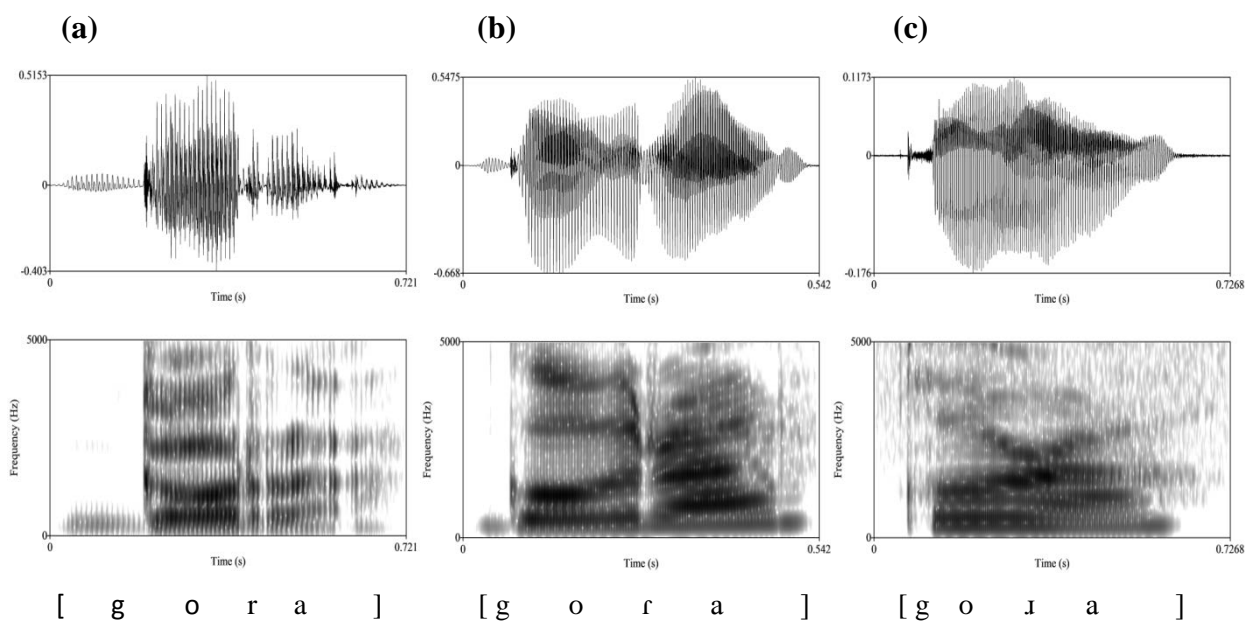 (a) (b) (c)
0.5153 0.5475 0.1173
0 0 0
-0.403 -0.668 -0.176
0 0.721 0 0.542 0 0.7268
Time (s) Time (s) Time (s)
5000 5000 5000
Frequency (Hz) Frequency (Hz) Frequency (Hz)
0 0 0
0 0.721 0 0.542 0 0.7268
Time (s) Time (s) Time (s)
[ g o r a ] [ g o ɾ a ] [ g o ɹ a ]